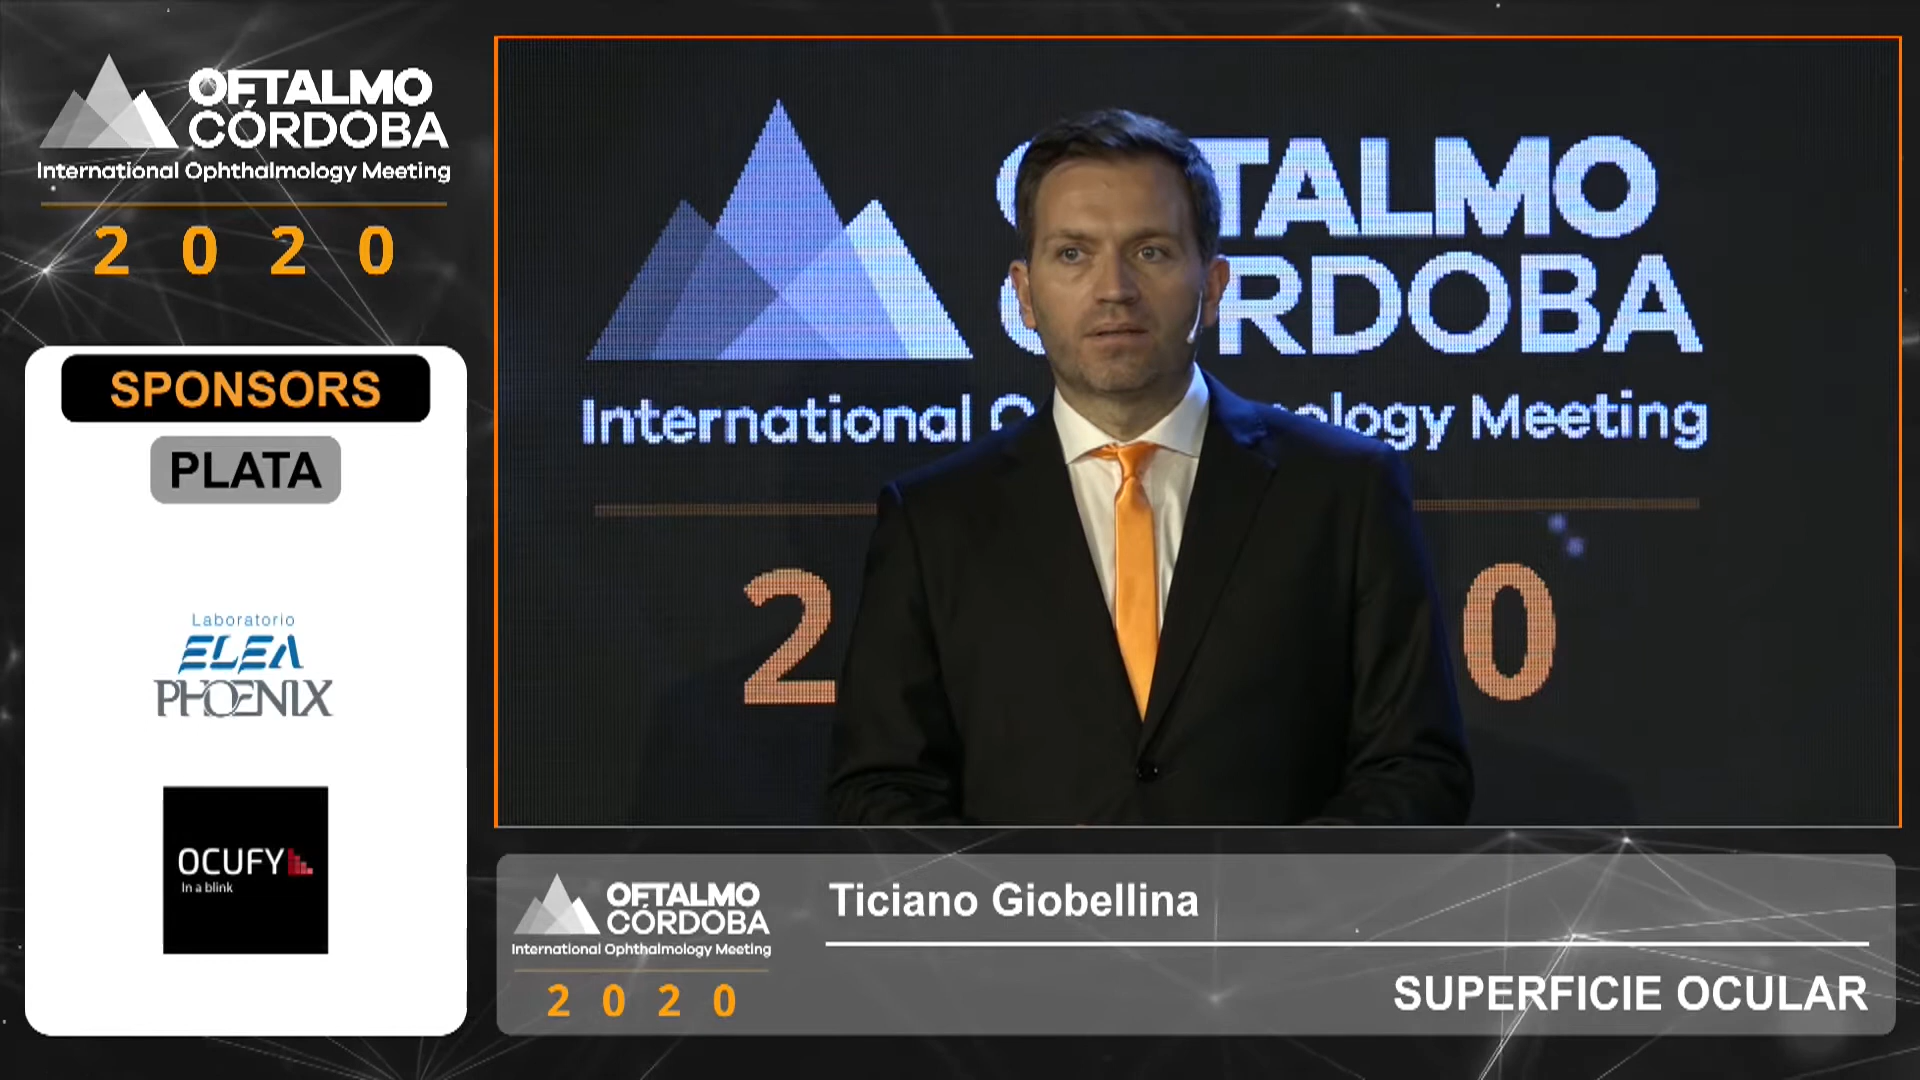 OFTALMO
CÓRDOBA
International Ophthalmology Meeting
2 0 2 0
SPONSORS
PLATA
Laboratorio
ELEA
PHOENIX
OCUFY
In a blink
TALMO
RDOBA
International O ology Meeting
2 0
OFTALMO
CÓRDOBA
International Ophthalmology Meeting
2 0 2 0
Ticiano Giobellina
SUPERFICIE OCULAR